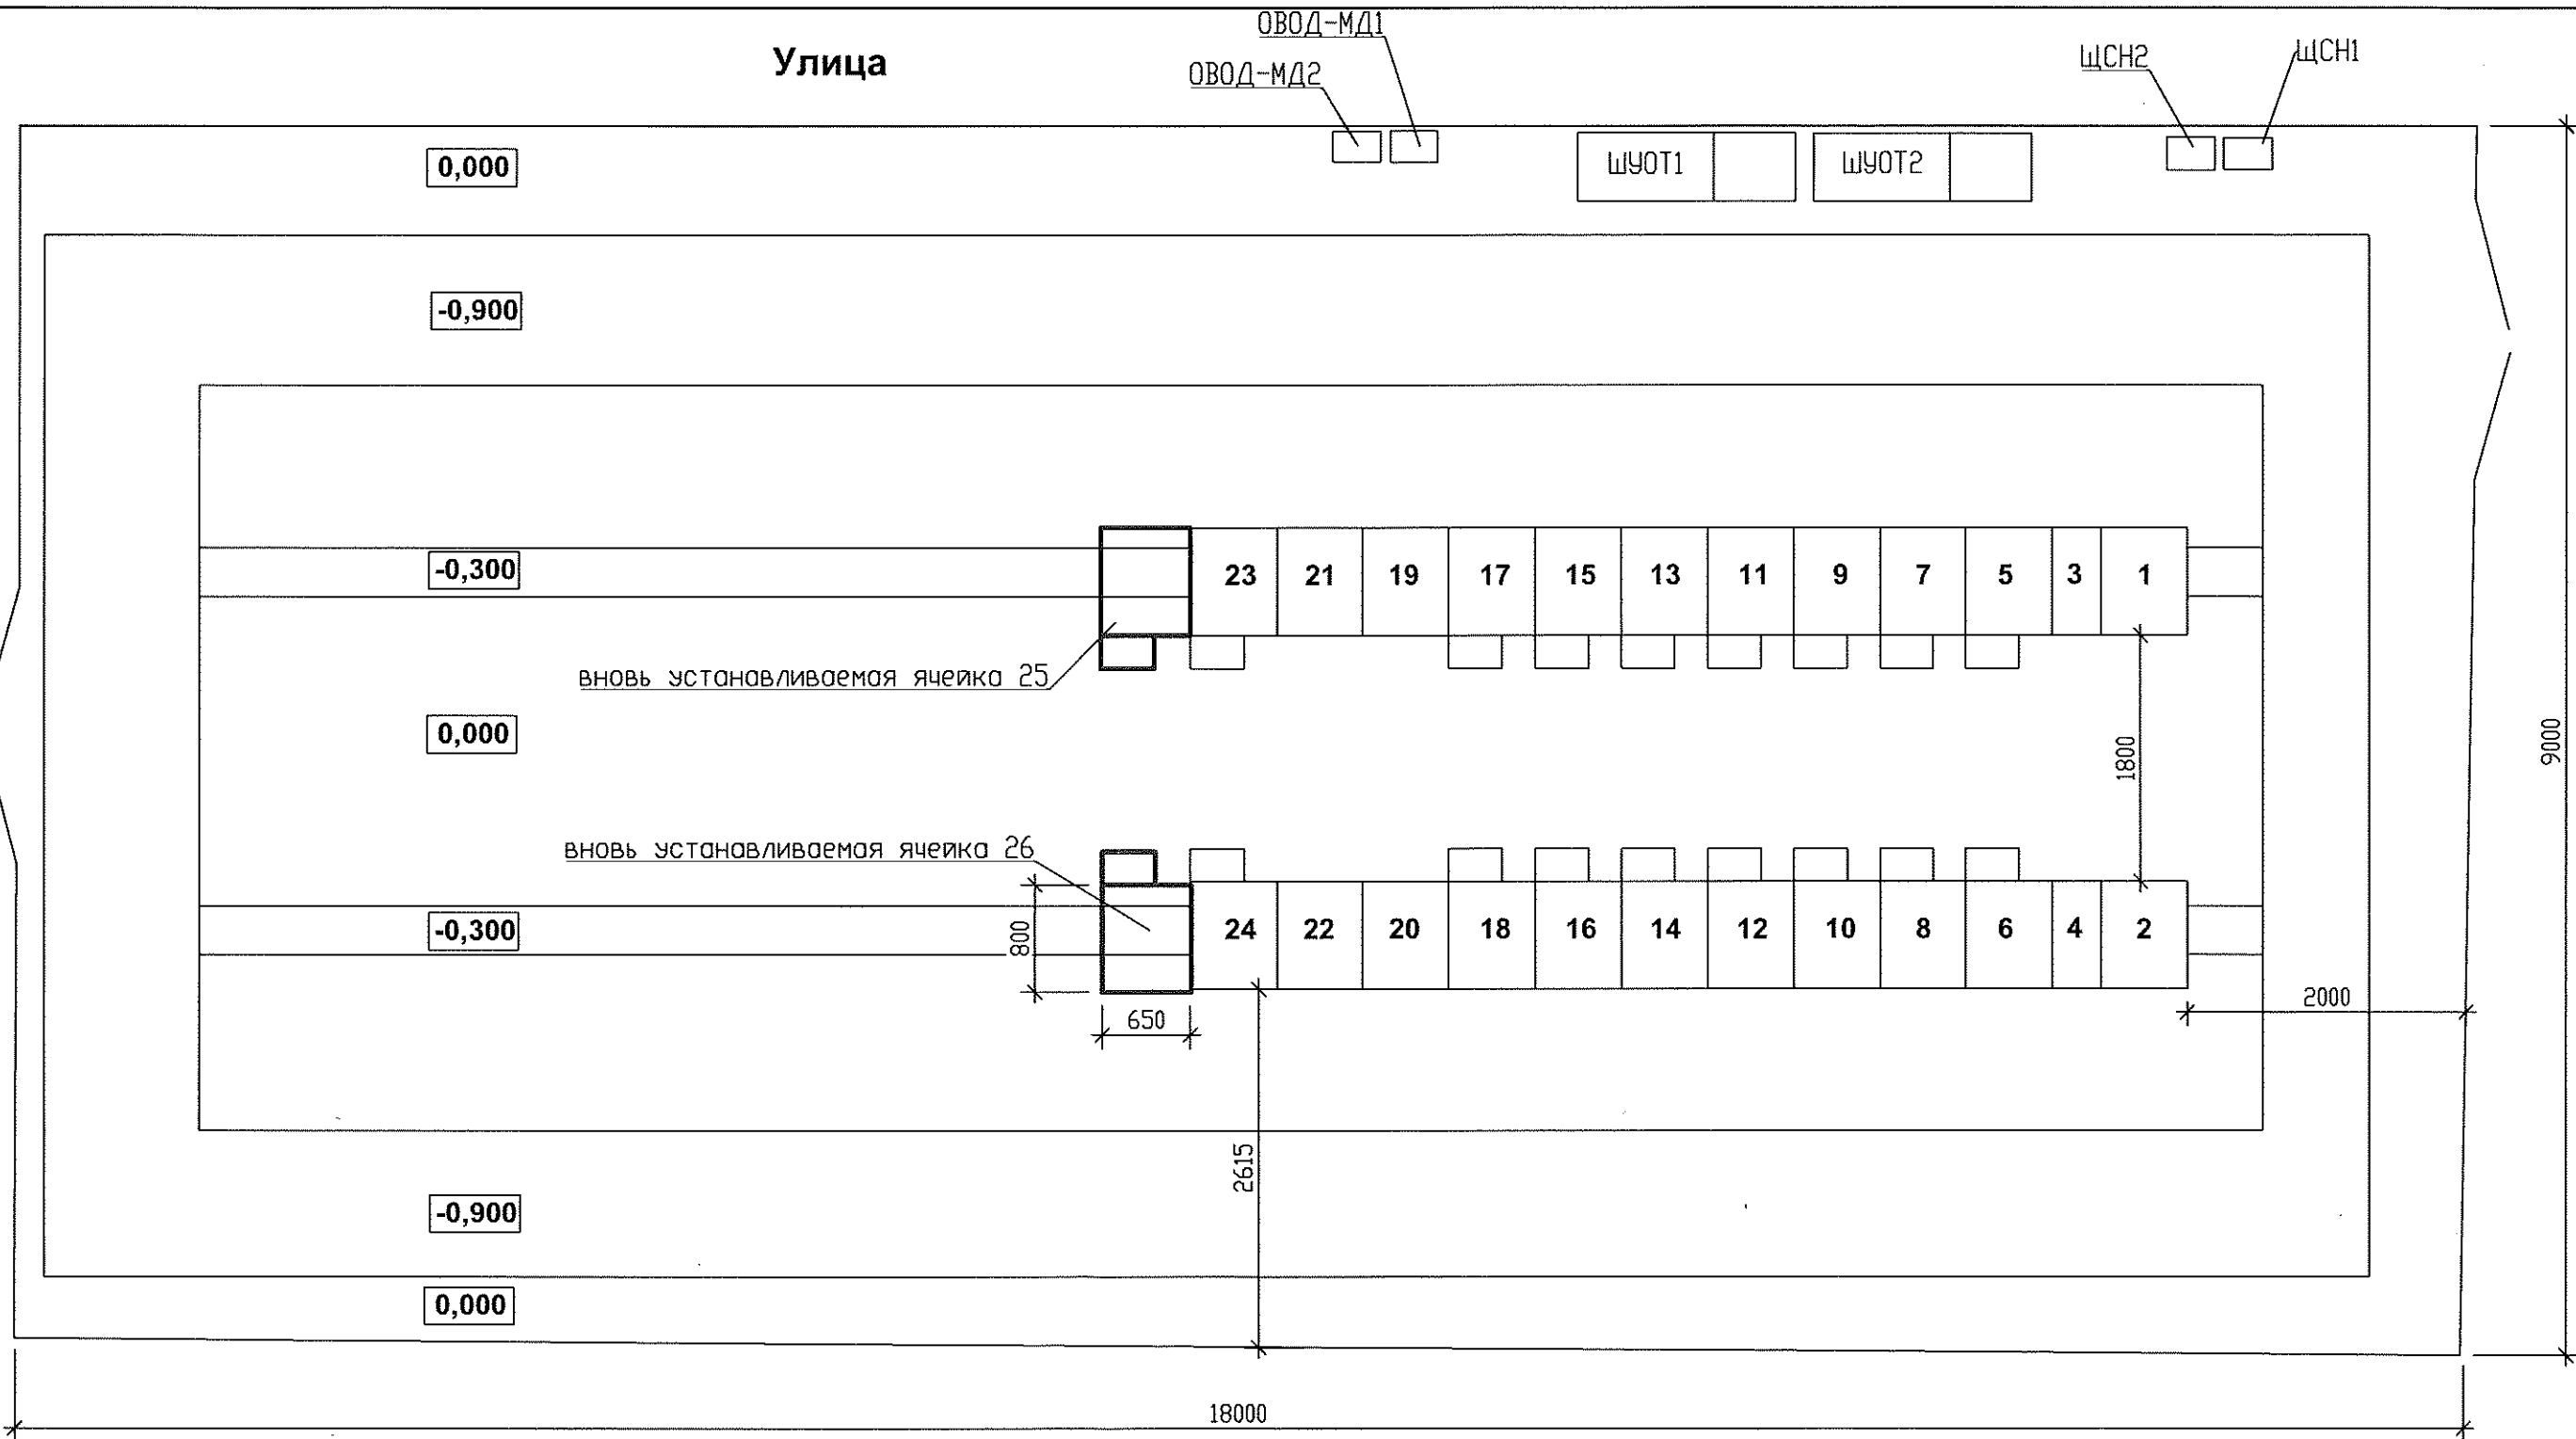 ОВОД-МД1
Улица
ОВОД-МД2
ЩСН2
ЩСН1
0,000
ШУОТ1
ШУОТ2
-0,900
-0,300
23 21 19 17 15 13 11 9 7 5 3 1
вновь устанавливаемая ячейка 25
0,000
1800
9000
вновь устанавливаемая ячейка 26
-0,300
800
24 22 20 18 16 14 12 10 8 6 4 2
650
2000
2615
-0,900
0,000
18000